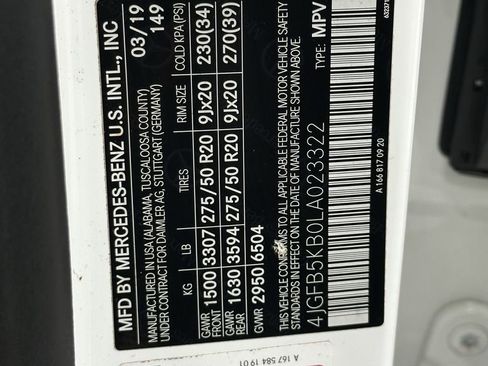 MFD BY MERCEDES-BENZ U.S. INTL., INC
03/19
MANUFACTURED IN USA (ALABAMA, TUSCALOOSA COUNTY)
149
UNDER CONTRACT FOR DAIMLER AG, STUTTGART (GERMANY)
KG LB TIRES RIM SIZE COLD KPA (PSI)
GAWR FRONT 1500 3307 275/50 R20 9Jx20 230(34)
GAWR REAR 1630 3594 275/50 R20 9Jx20 270(39)
GVWR 2950 6504
THIS VEHICLE CONFORMS TO ALL APPLICABLE FEDERAL MOTOR VEHICLE SAFETY
STANDARDS IN EFFECT ON THE DATE OF MANUFACTURE SHOWN ABOVE.
4JGFB5KB0LA023322 TYPE: MPV
A 166 817 09 20
A 167 584 19 01